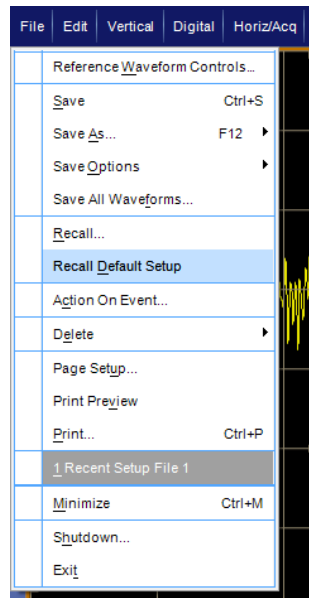 File Edit Vertical Digital Horiz/Acq
Reference Waveform Controls...
Save Ctrl+S
Save As... F12
Save Options
Save All Waveforms...
Recall...
Recall Default Setup
Action On Event...
Delete
Page Setup...
Print Preview
Print... Ctrl+P
1 Recent Setup File 1
Minimize Ctrl+M
Shutdown...
Exit